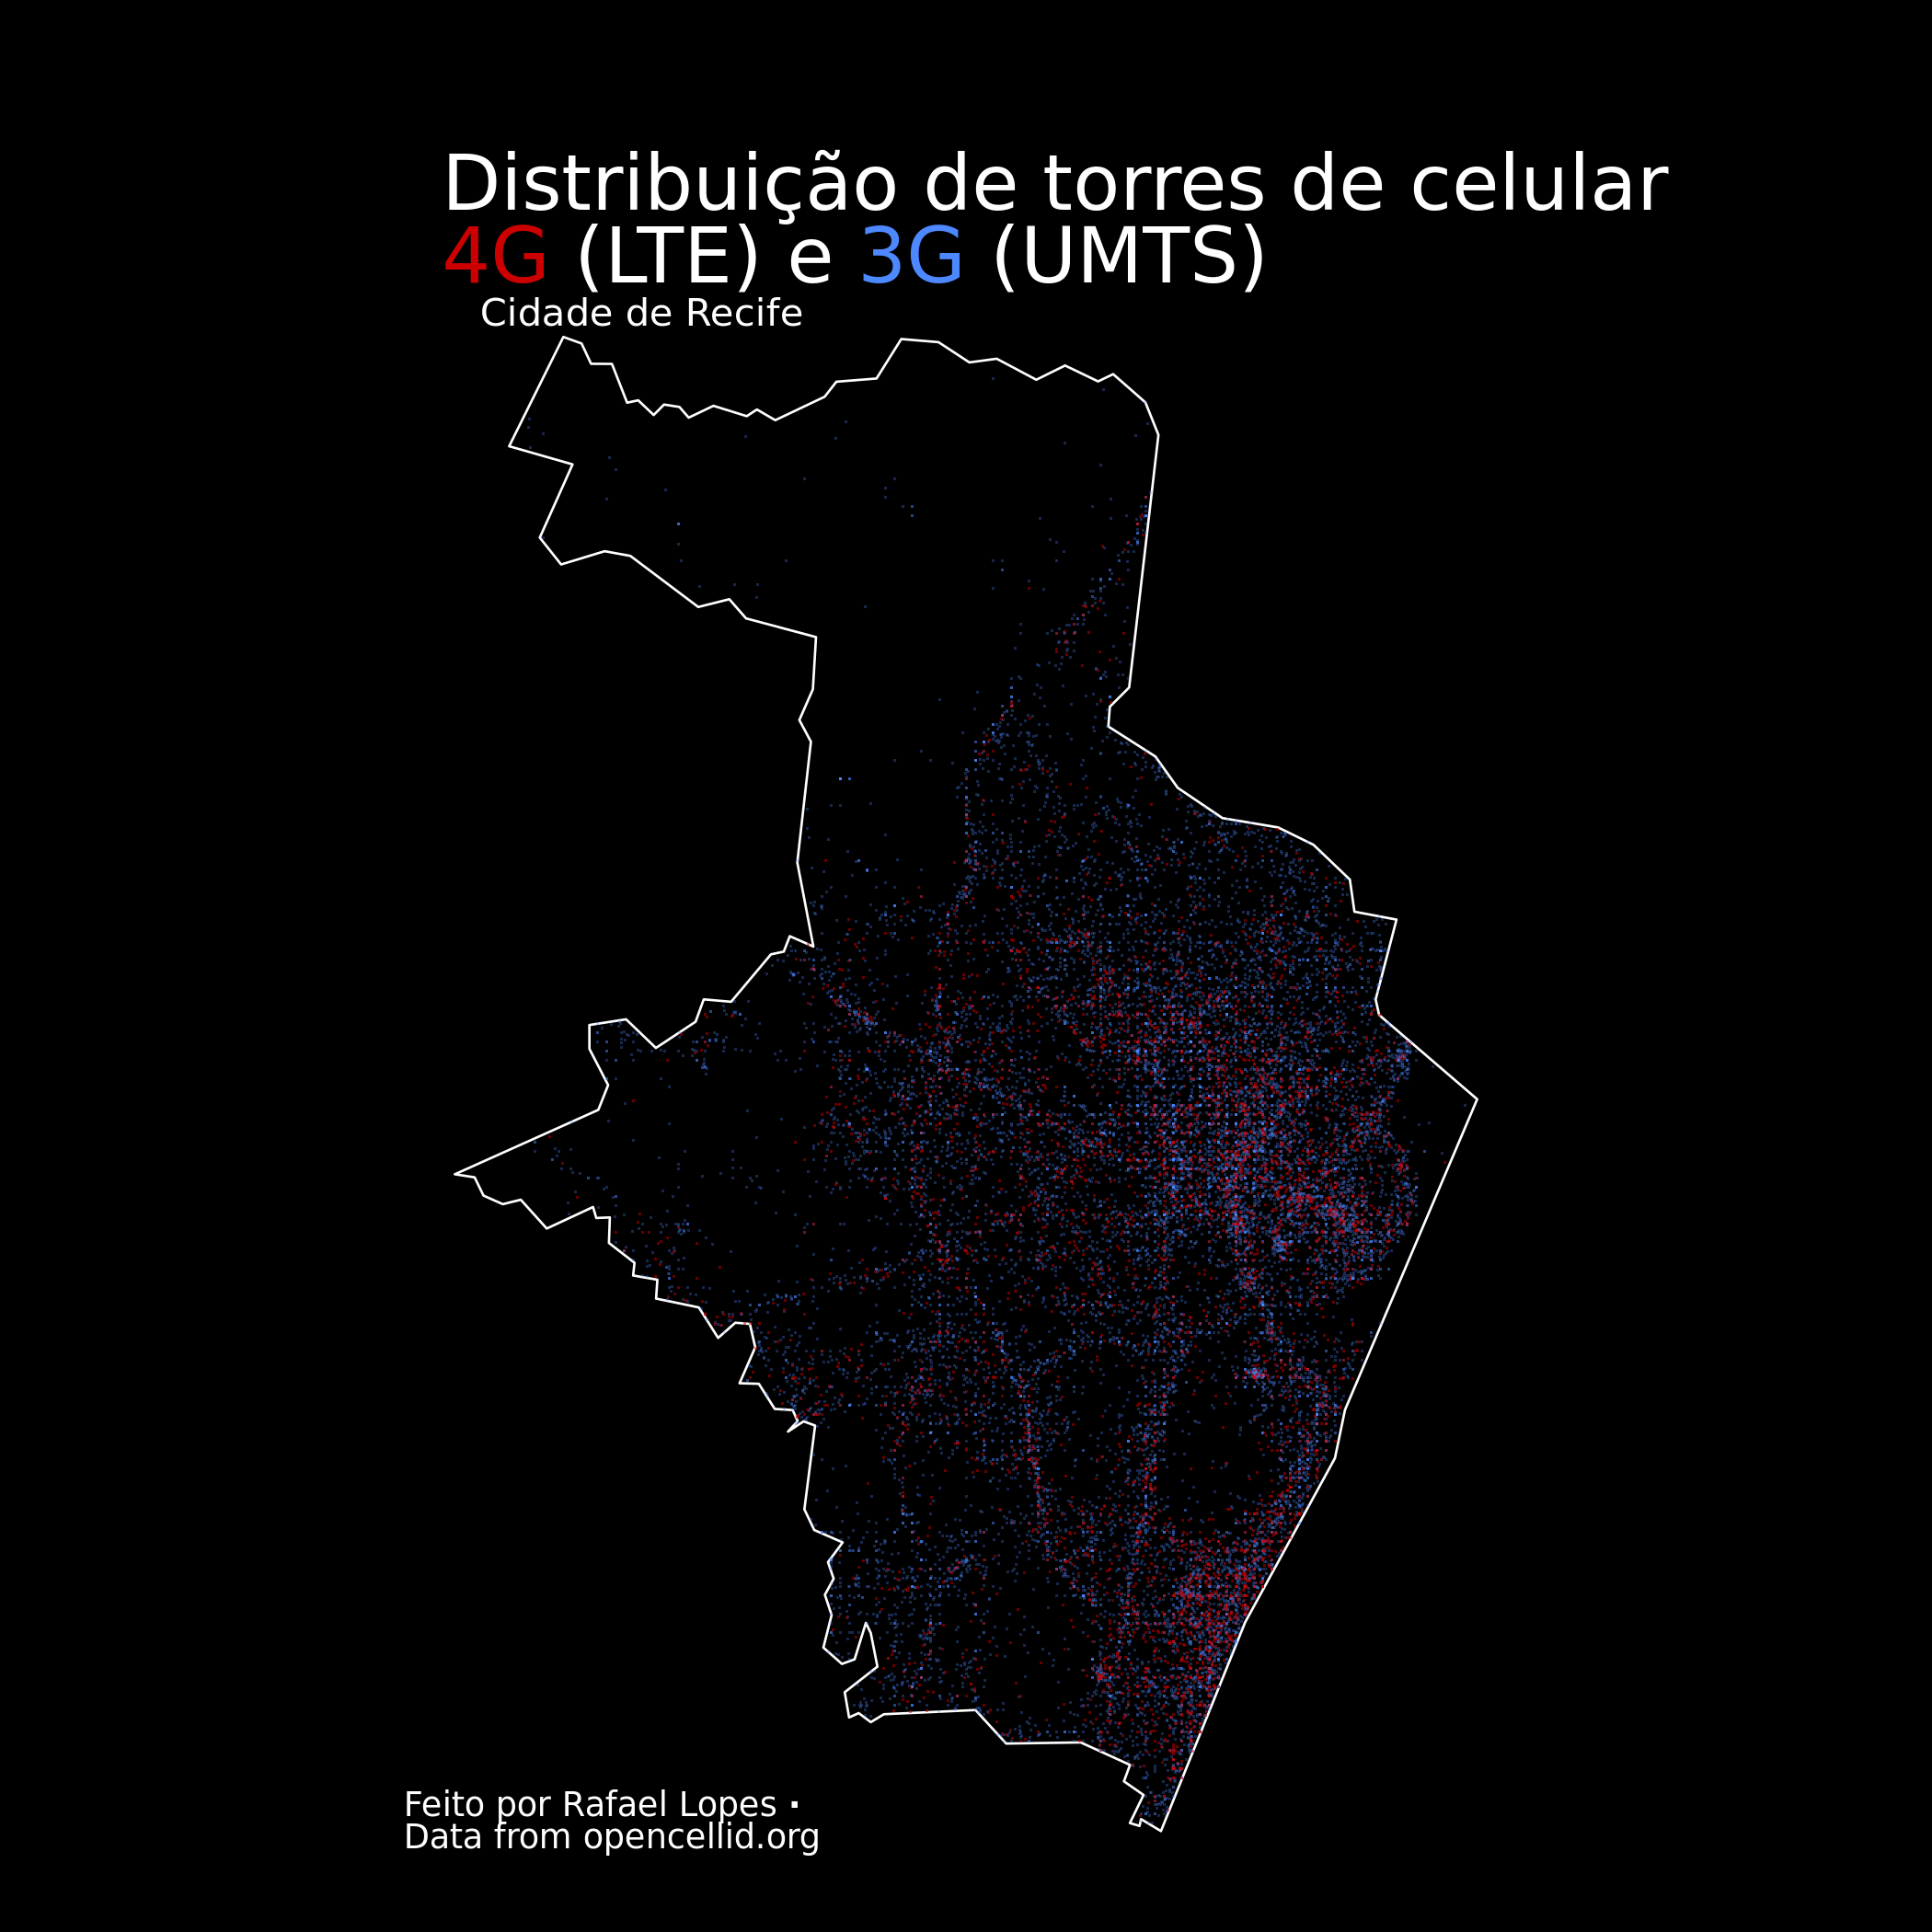 Distribuição de torres de celular
4G (LTE) e 3G (UMTS)
Cidade de Recife
Feito por Rafael Lopes ·
Data from opencellid.org